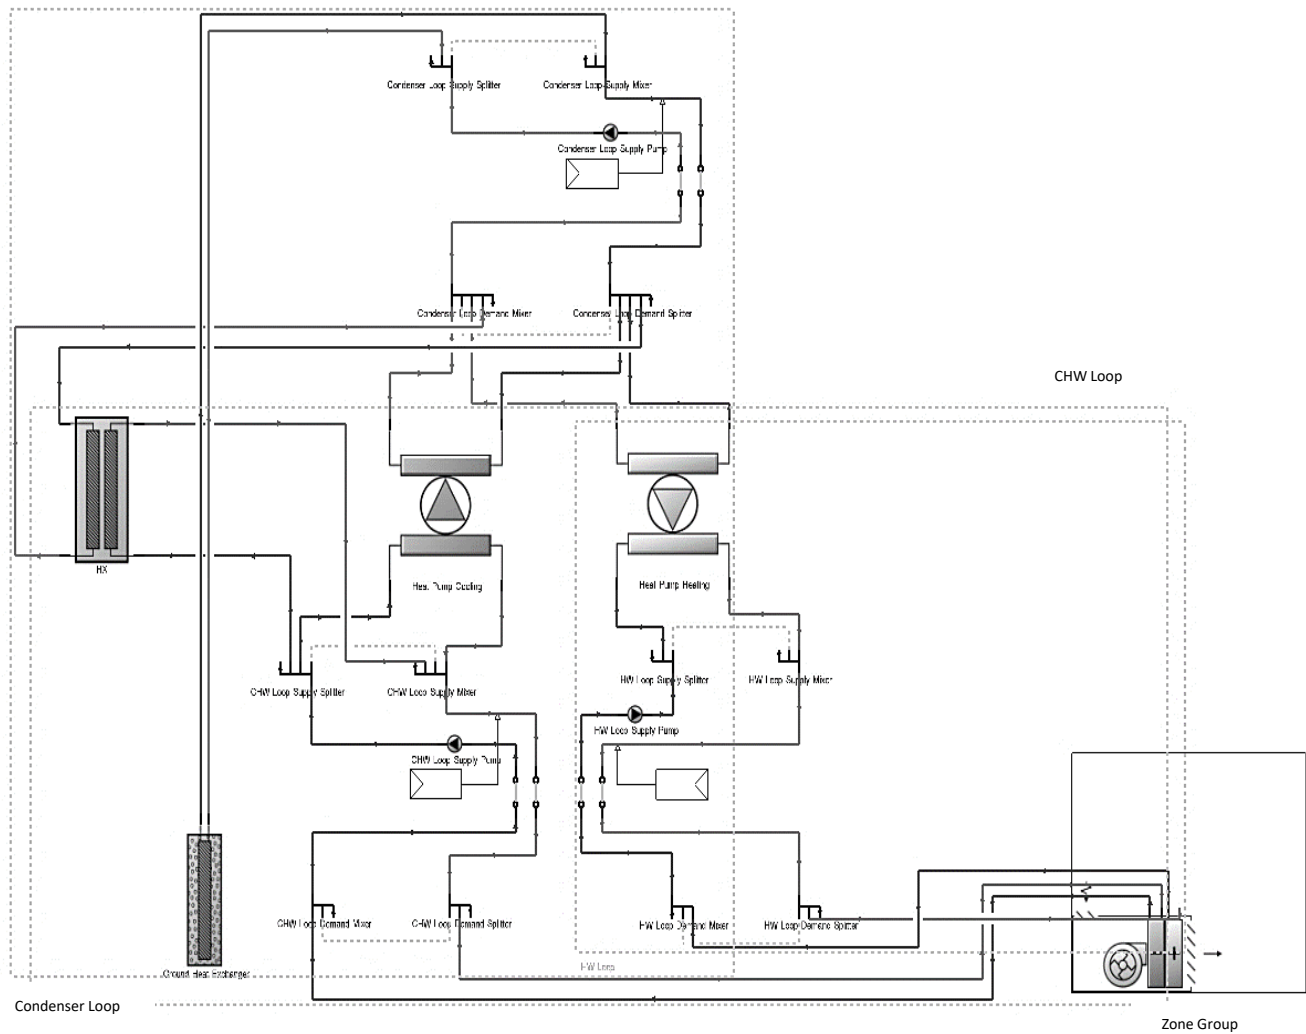 Condenser Loop Supply Splitter
Condenser Loop Supply Mixer
Condenser Loop Supply Pump
Condenser Loop Demand Mixer
Condenser Loop Demand Splitter
CHW Loop
HX
Heat Pump Cooling
Heat Pump Heating
CHW Loop Supply Splitter
CHW Loop Supply Mixer
HW Loop Supply Splitter
HW Loop Supply Mixer
HW Loop Supply Pump
CHW Loop Supply Pump
CHW Loop Demand Mixer
CHW Loop Demand Splitter
HW Loop Demand Mixer
HW Loop Demand Splitter
HW Loop
Ground Heat Exchanger
Condenser Loop
Zone Group